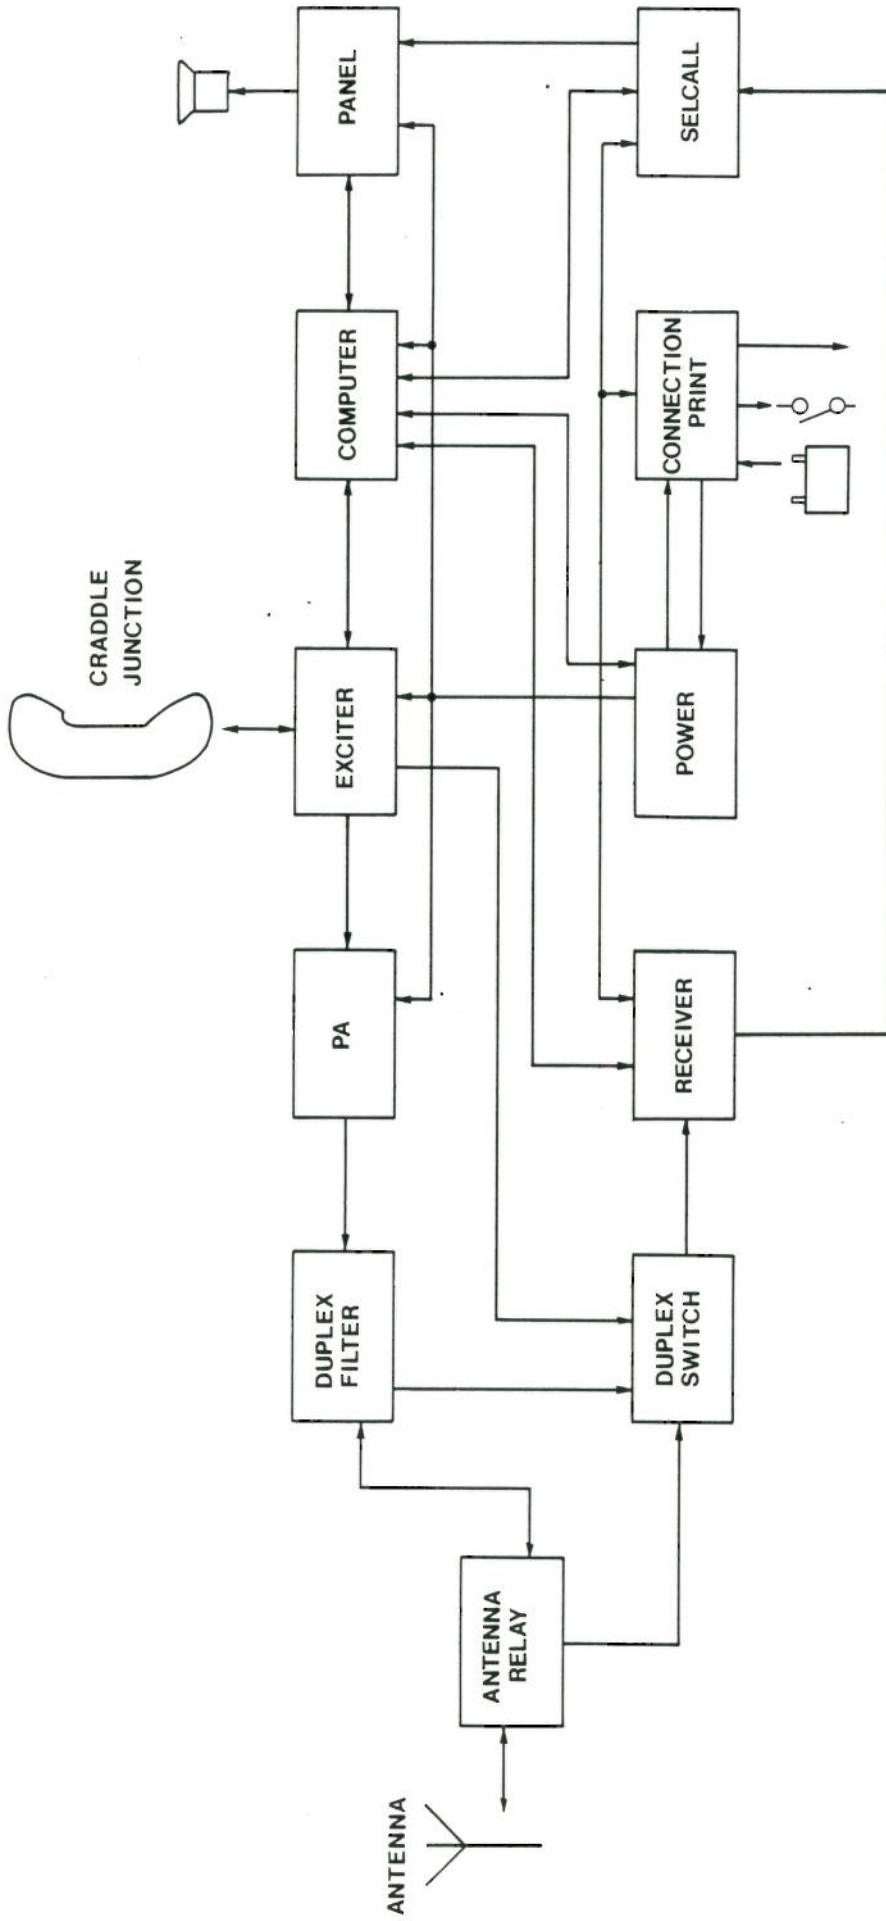 CRADDLE
JUNCTION
ANTENNA
ANTENNA
RELAY
DUPLEX
FILTER
PA
EXCITER
COMPUTER
PANEL
DUPLEX
SWITCH
RECEIVER
POWER
CONNECTION
PRINT
SELCALL